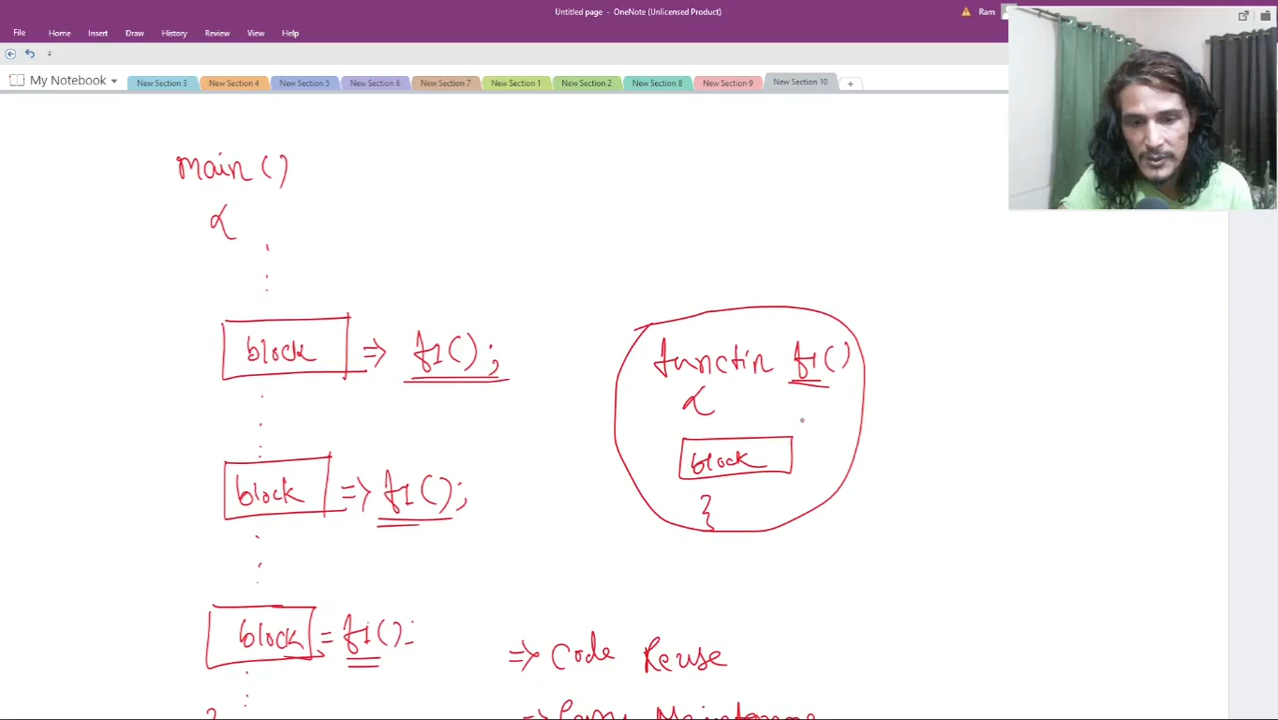 Untitled page - OneNote (Unlicensed Product)
Ram
File Home Insert Draw History Review View Help
My Notebook
New Section 3 New Section 4 New Section 5 New Section 6 New Section 7 New Section 1 New Section 2 New Section 8 New Section 9 New Section 10
main()
{
block => f1();
functin f1()
{
block
}
block => f1();
block = f1();
=> Code Reuse
=>